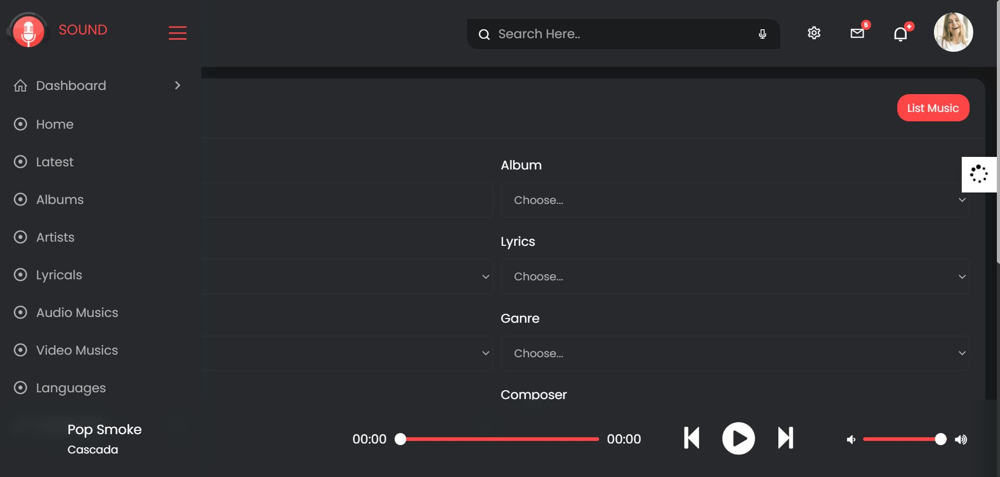 SOUND
Search Here..
5
+
Dashboard
Home
Latest
Albums
Artists
Lyricals
Audio Musics
Video Musics
Languages
List Music
Album
Choose...
Lyrics
Choose...
Ganre
Choose...
Composer
Pop Smoke
Cascada
00:00
00:00